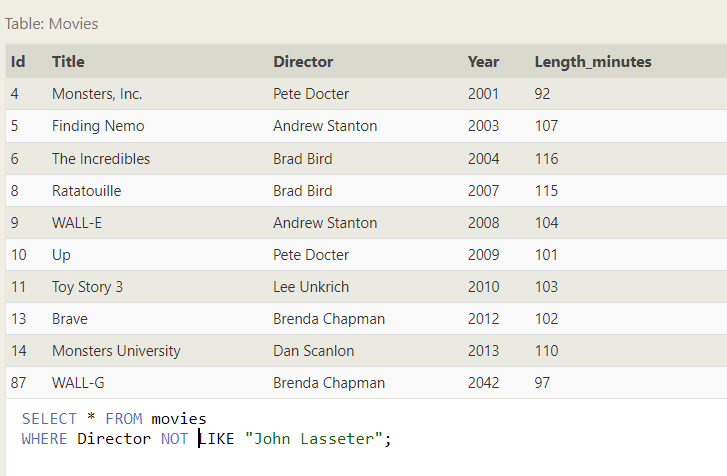 Table: Movies
Id Title Director Year Length_minutes
4 Monsters, Inc. Pete Docter 2001 92
5 Finding Nemo Andrew Stanton 2003 107
6 The Incredibles Brad Bird 2004 116
8 Ratatouille Brad Bird 2007 115
9 WALL-E Andrew Stanton 2008 104
10 Up Pete Docter 2009 101
11 Toy Story 3 Lee Unkrich 2010 103
13 Brave Brenda Chapman 2012 102
14 Monsters University Dan Scanlon 2013 110
87 WALL-G Brenda Chapman 2042 97
SELECT * FROM movies
WHERE Director NOT LIKE "John Lasseter";